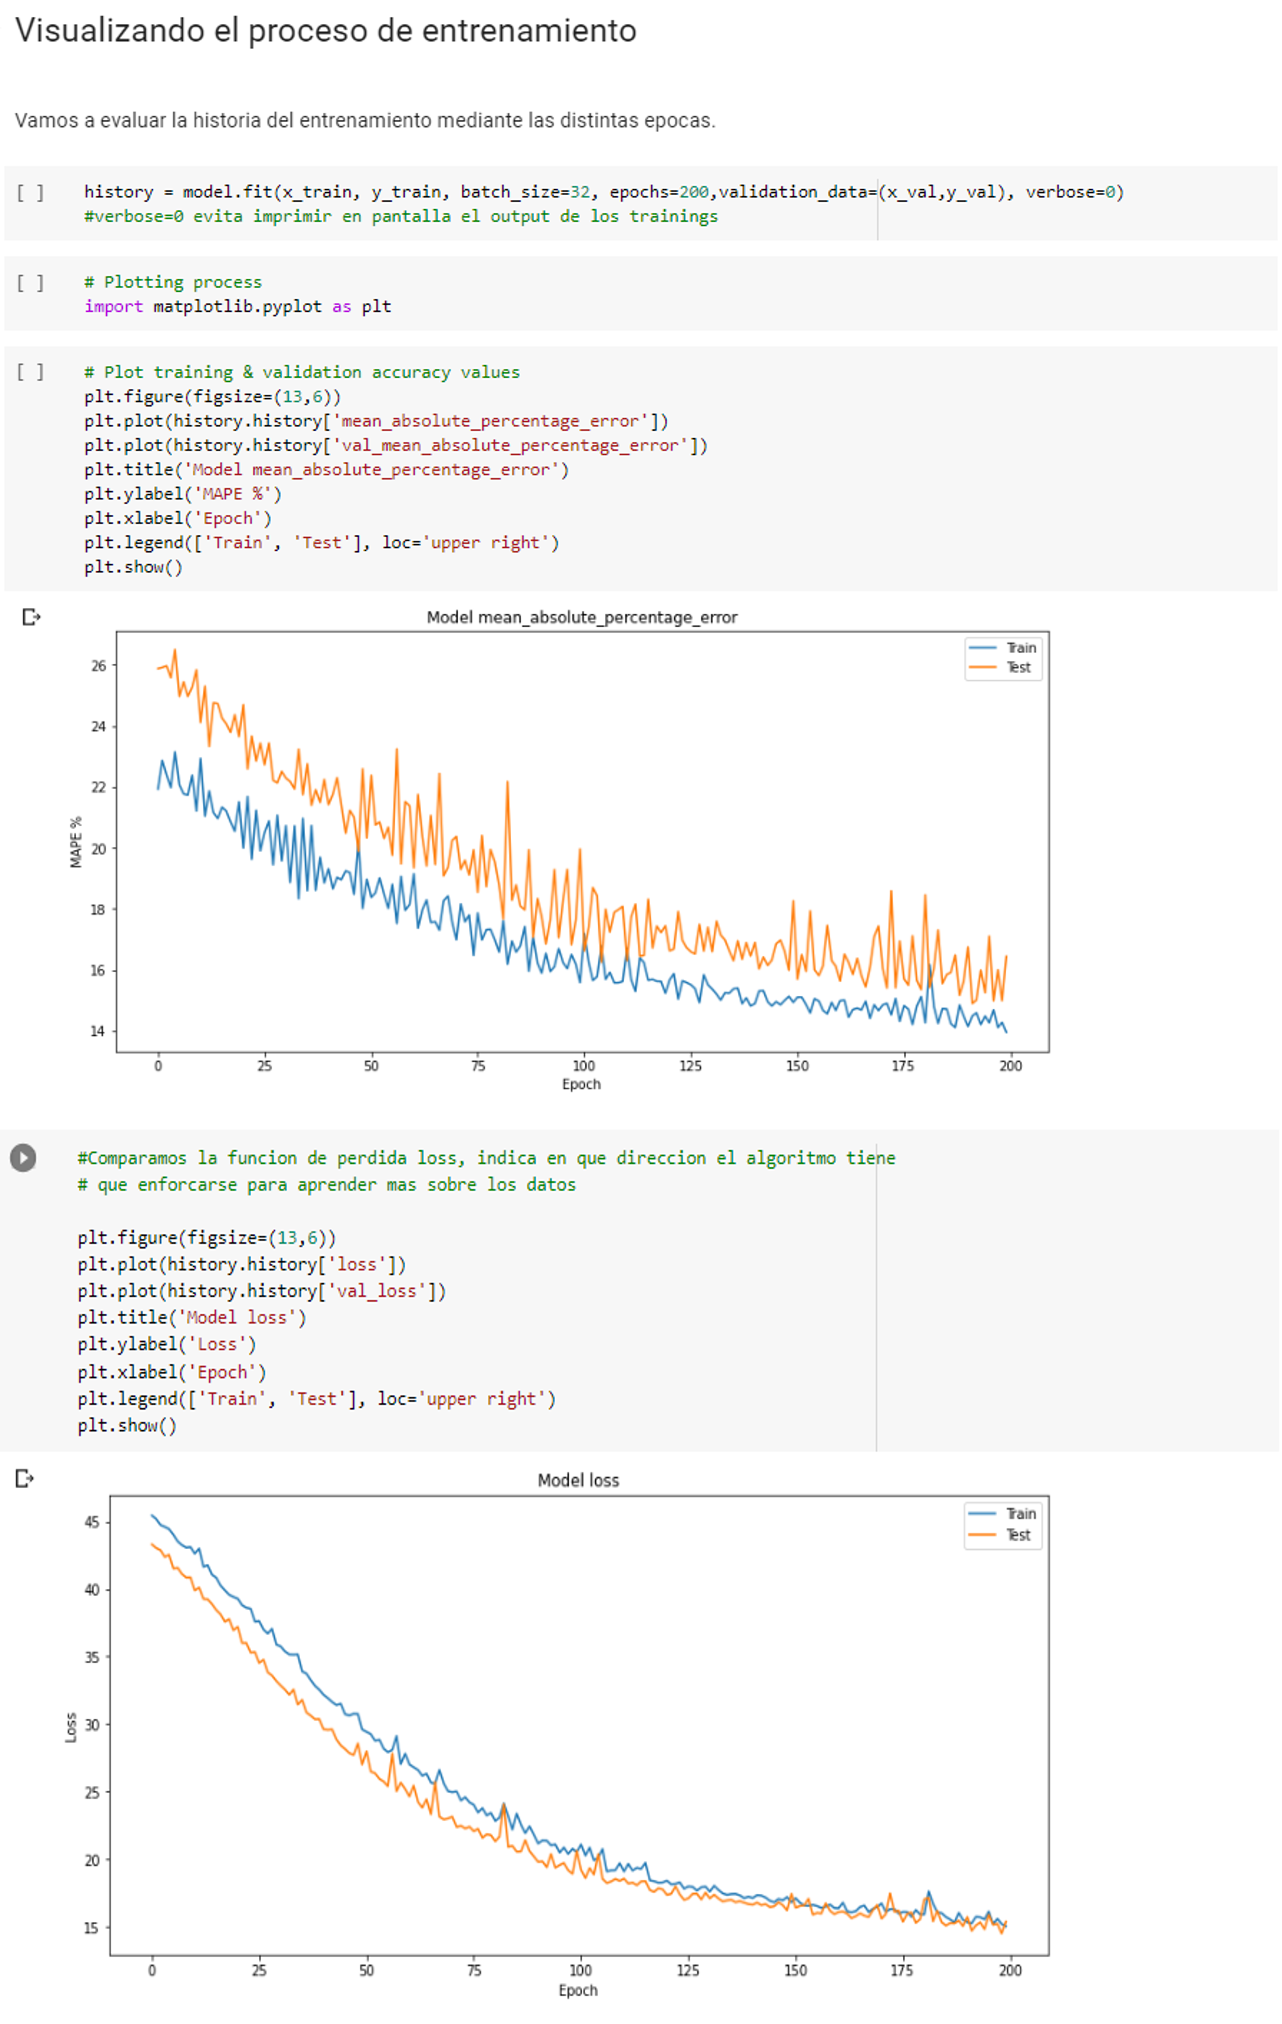 Visualizando el proceso de entrenamiento
Vamos a evaluar la historia del entrenamiento mediante las distintas epocas.
[ ] history = model.fit(x_train, y_train, batch_size=32, epochs=200,validation_data=(x_val,y_val), verbose=0)
#verbose=0 evita imprimir en pantalla el output de los trainings
[ ] # Plotting process
import matplotlib.pyplot as plt
[ ] # Plot training & validation accuracy values
plt.figure(figsize=(13,6))
plt.plot(history.history['mean_absolute_percentage_error'])
plt.plot(history.history['val_mean_absolute_percentage_error'])
plt.title('Model mean_absolute_percentage_error')
plt.ylabel('MAPE %')
plt.xlabel('Epoch')
plt.legend(['Train', 'Test'], loc='upper right')
plt.show()
Model mean_absolute_percentage_error
Train
Test
MAPE %
26
24
22
20
18
16
14
0 25 50 75 100 125 150 175 200
Epoch
#Comparamos la funcion de perdida loss, indica en que direccion el algoritmo tiene
# que enforcarse para aprender mas sobre los datos
plt.figure(figsize=(13,6))
plt.plot(history.history['loss'])
plt.plot(history.history['val_loss'])
plt.title('Model loss')
plt.ylabel('Loss')
plt.xlabel('Epoch')
plt.legend(['Train', 'Test'], loc='upper right')
plt.show()
Model loss
Train
Test
Loss
45
40
35
30
25
20
15
0 25 50 75 100 125 150 175 200
Epoch